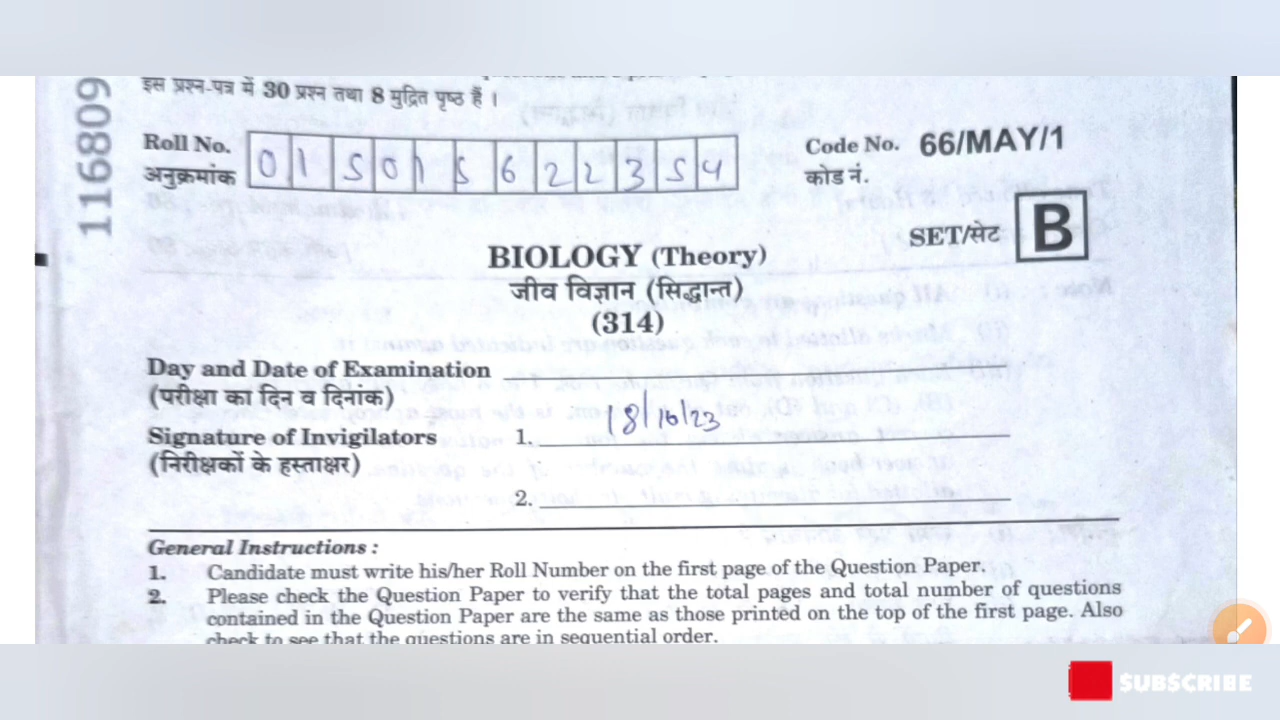 इस प्रश्न-पत्र में 30 प्रश्न तथा 8 मुद्रित पृष्ठ हैं ।
1116809
Roll No.
अनुक्रमांक
0 1 5 0 1 5 6 2 2 3 5 4
Code No. 66/MAY/1
कोड नं.
SET/सेट B
BIOLOGY (Theory)
जीव विज्ञान (सिद्धान्त)
(314)
Day and Date of Examination
(परीक्षा का दिन व दिनांक)
Signature of Invigilators 1.
(निरीक्षकों के हस्ताक्षर)
2.
General Instructions :
1. Candidate must write his/her Roll Number on the first page of the Question Paper.
2. Please check the Question Paper to verify that the total pages and total number of questions
contained in the Question Paper are the same as those printed on the top of the first page. Also
check to see that the questions are in sequential order.
$UB$CRIBE